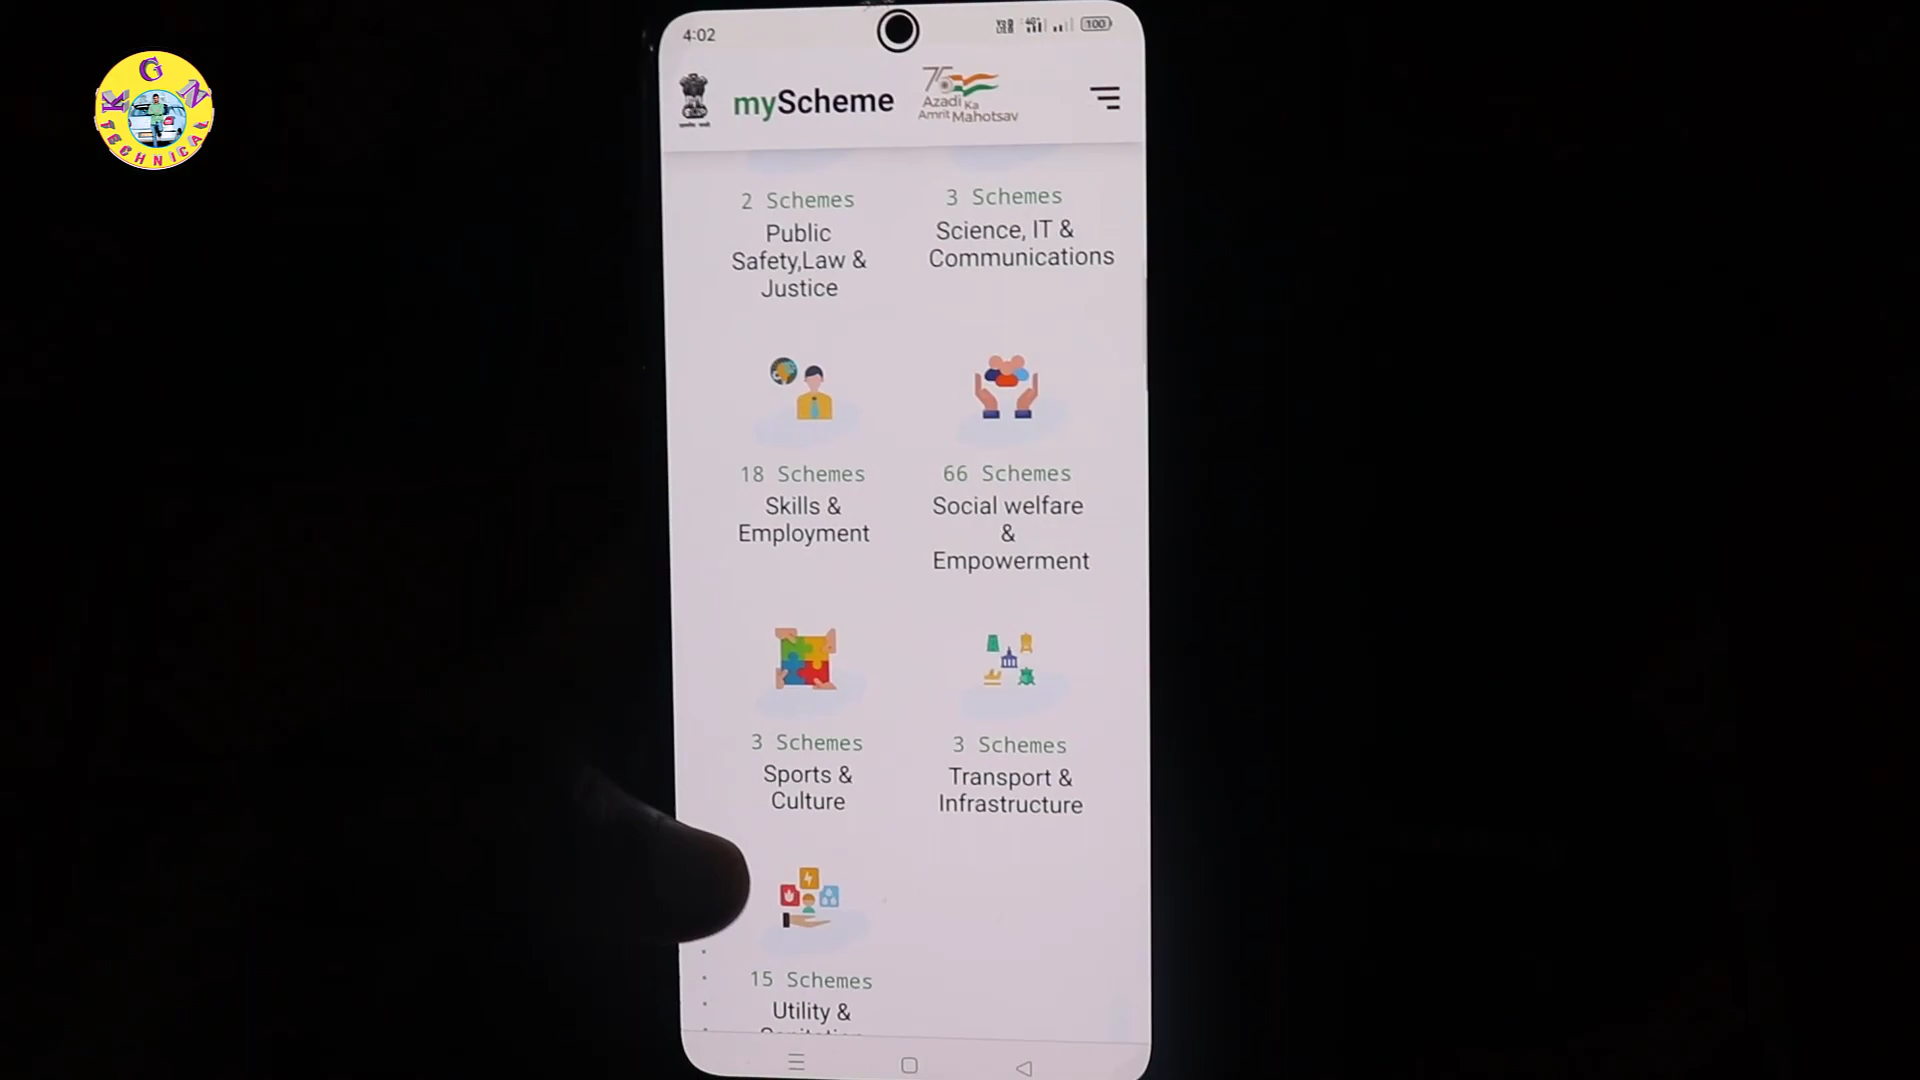 K G N
TECHNICAL
4:02
100
myScheme
75
Azadi Ka
Amrit Mahotsav
2 Schemes
Public
Safety,Law &
Justice
3 Schemes
Science, IT &
Communications
18 Schemes
Skills &
Employment
66 Schemes
Social welfare
&
Empowerment
3 Schemes
Sports &
Culture
3 Schemes
Transport &
Infrastructure
15 Schemes
Utility &